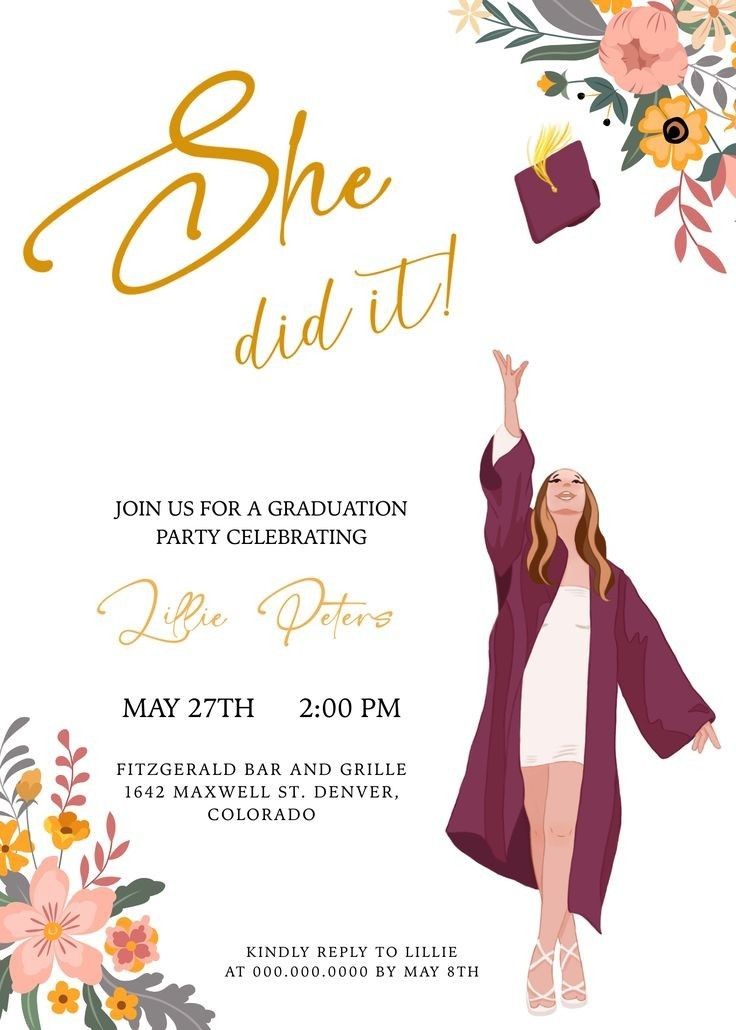 She
did it!
JOIN US FOR A GRADUATION
PARTY CELEBRATING
Lillie Peters
MAY 27TH 2:00 PM
FITZGERALD BAR AND GRILLE
1642 MAXWELL ST. DENVER,
COLORADO
KINDLY REPLY TO LILLIE
AT 000.000.0000 BY MAY 8TH